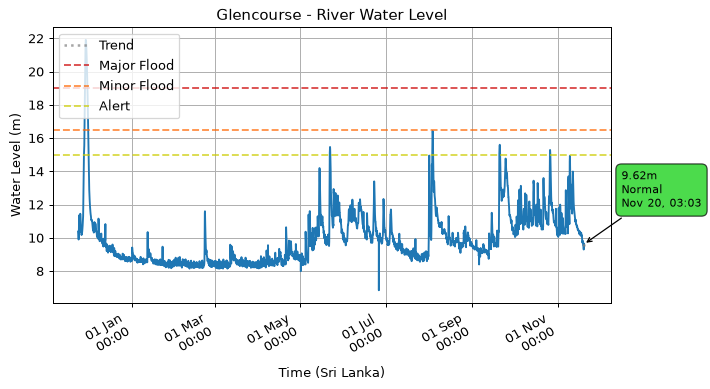 Glencourse - River Water Level
Water Level (m)
22
20
18
16
14
12
10
8
Trend
Major Flood
Minor Flood
Alert
9.62m
Normal
Nov 20, 03:03
01 Jan
00:00
01 Mar
00:00
01 May
00:00
01 Jul
00:00
01 Sep
00:00
01 Nov
00:00
Time (Sri Lanka)